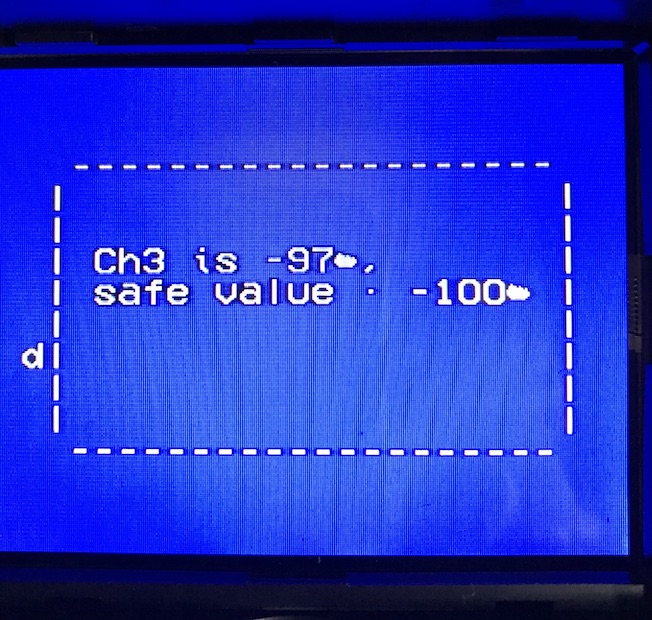 Ch3 is -97,
safe value · -100
d